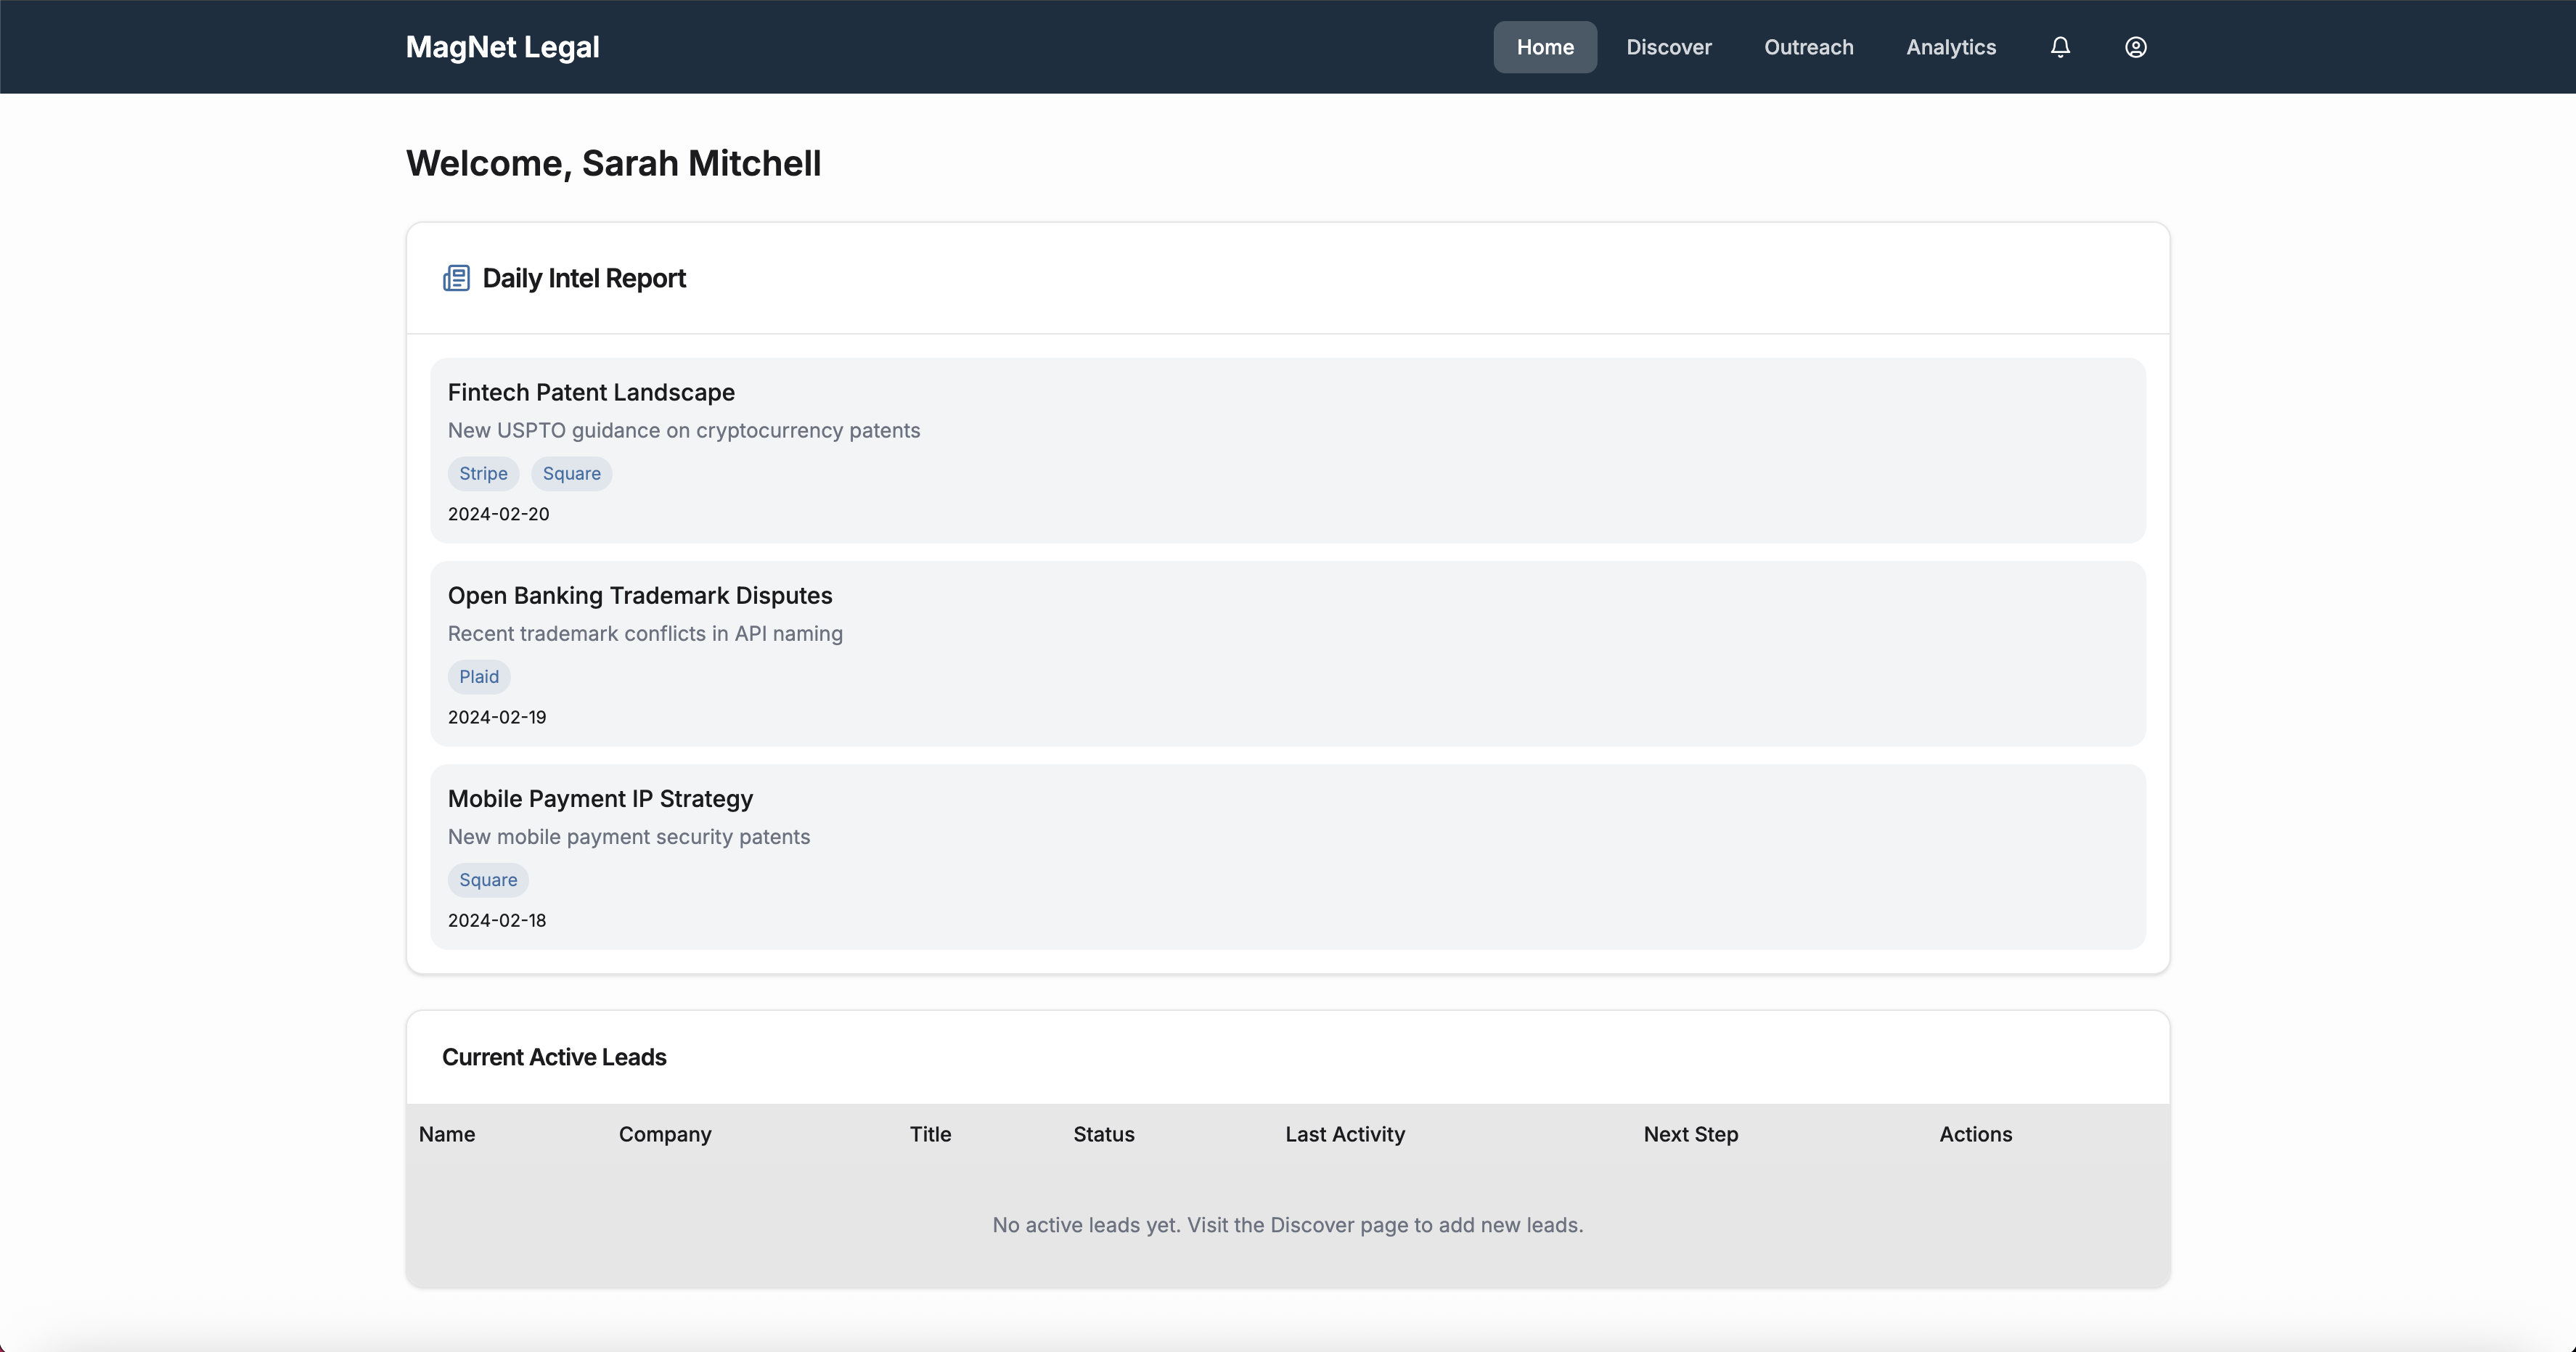 MagNet Legal
Home Discover Outreach Analytics
Welcome, Sarah Mitchell
Daily Intel Report
Fintech Patent Landscape
New USPTO guidance on cryptocurrency patents
Stripe Square
2024-02-20
Open Banking Trademark Disputes
Recent trademark conflicts in API naming
Plaid
2024-02-19
Mobile Payment IP Strategy
New mobile payment security patents
Square
2024-02-18
Current Active Leads
Name Company Title Status Last Activity Next Step Actions
No active leads yet. Visit the Discover page to add new leads.